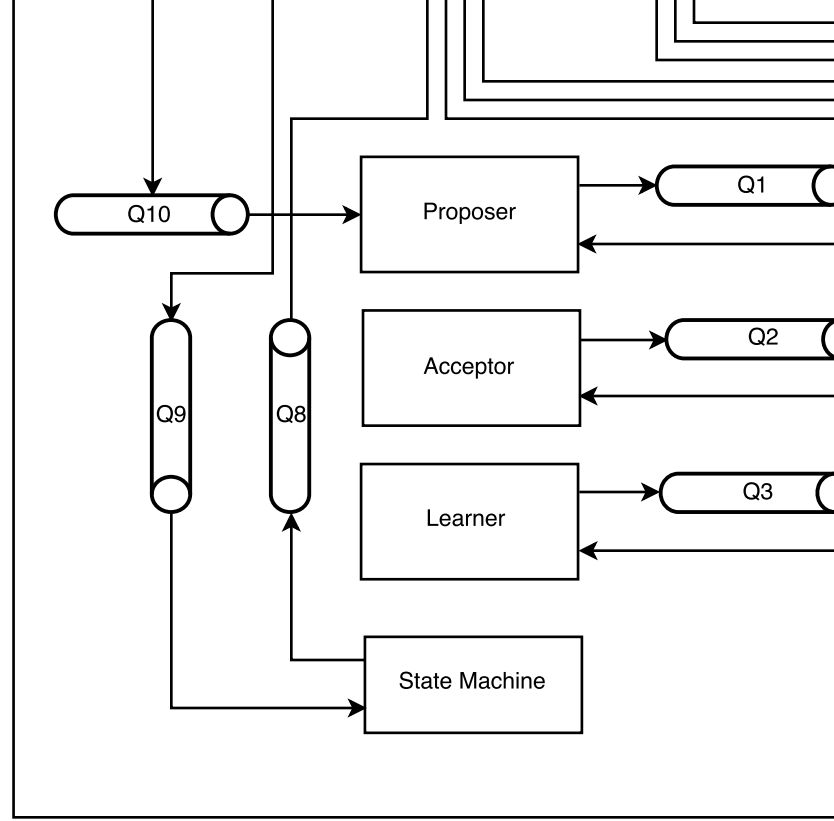 Q1
Q10
Proposer
Q2
Acceptor
Q9
Q8
Q3
Learner
State Machine